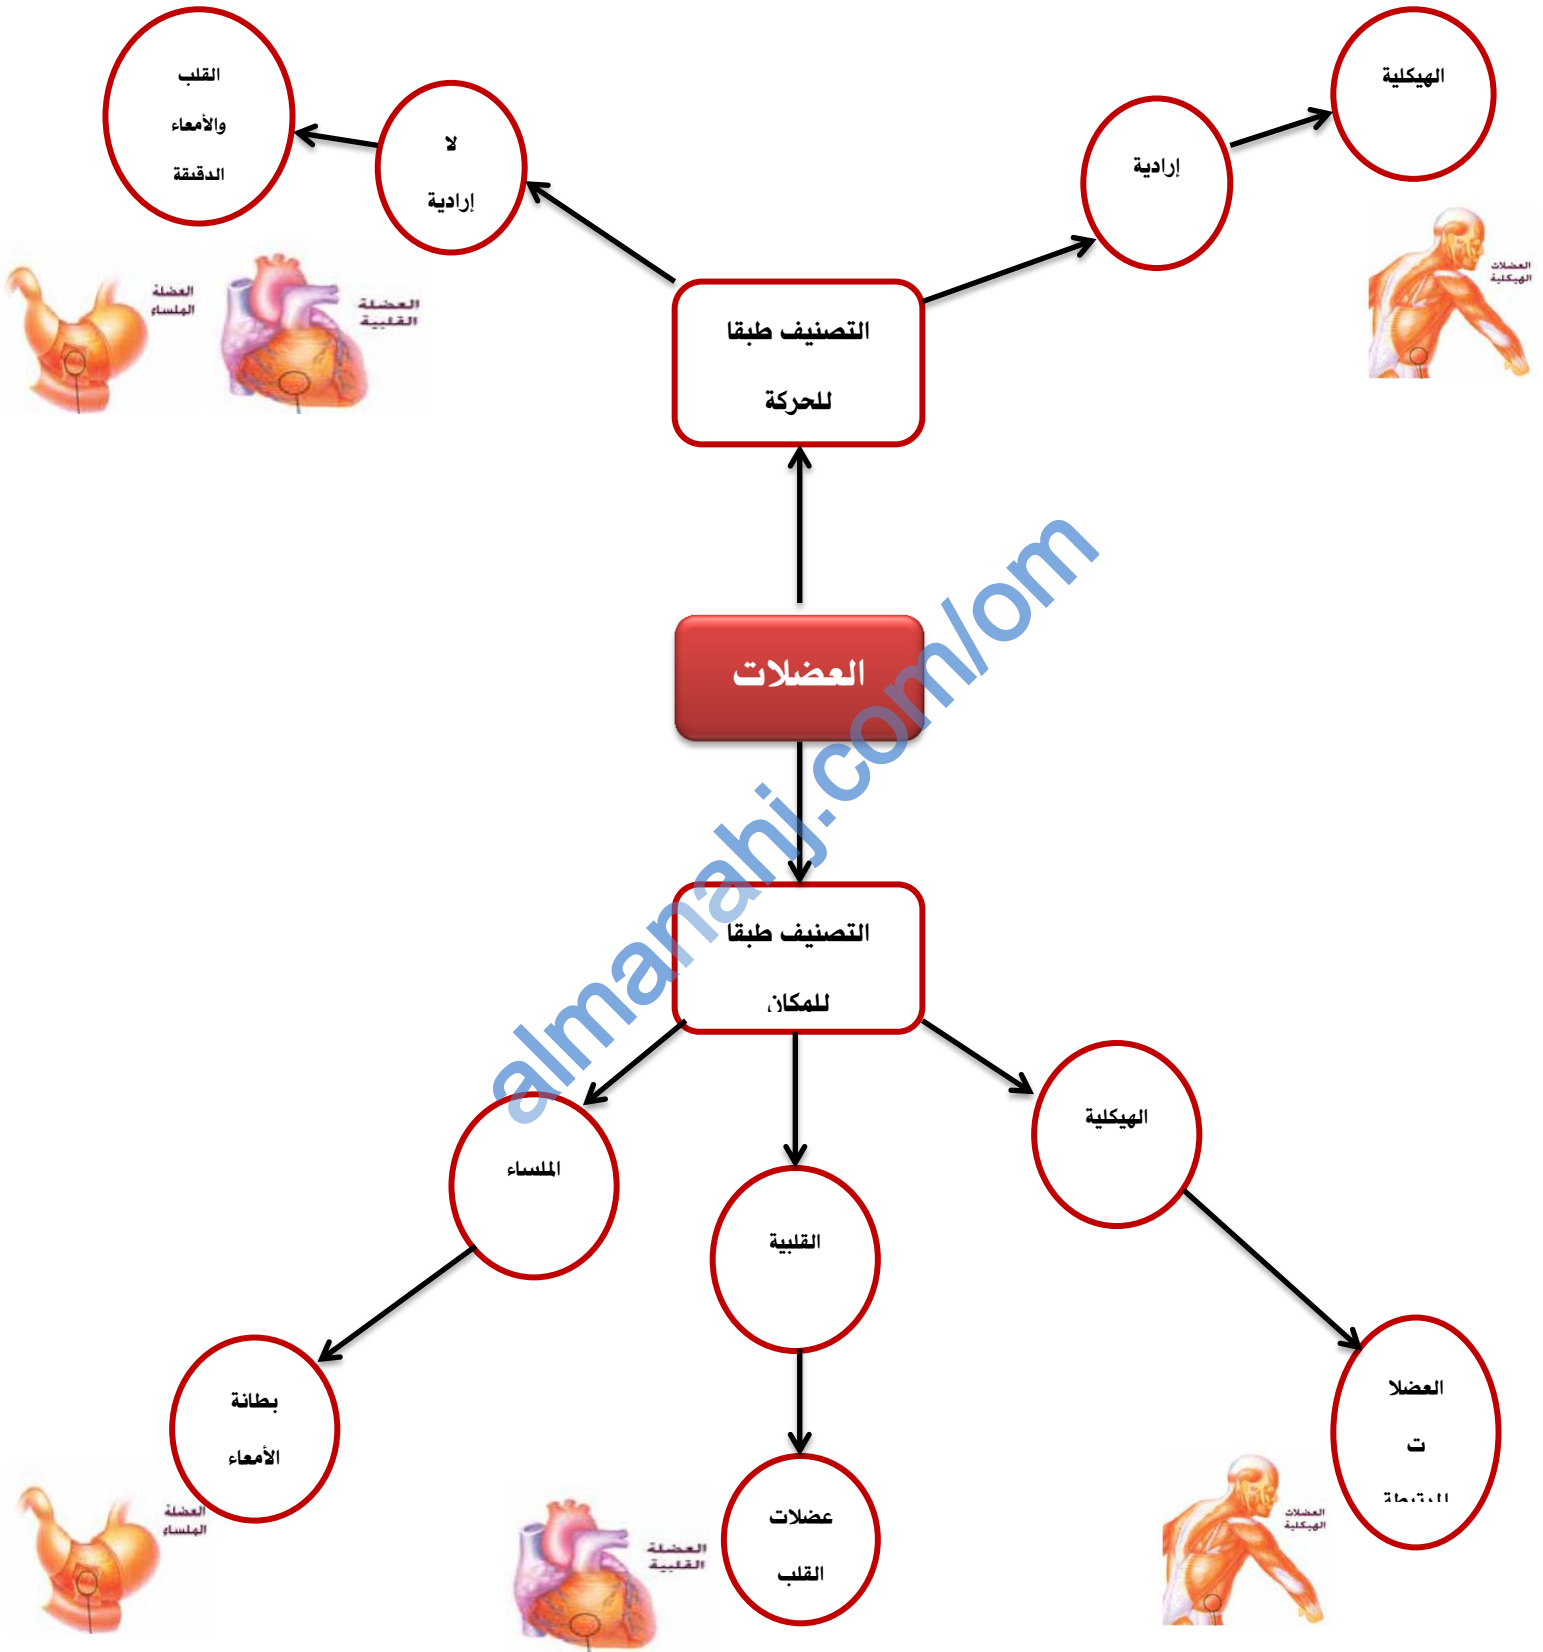 الهيكلية
القلب
والأمعاء
الدقيقة
لا
إرادية
إرادية
العضلات
الهيكلية
العضلة
الملساء
العضلة
القلبية
التصنيف طبقا
للحركة
العضلات
almanahj.com/om
التصنيف طبقا
للمكان
الهيكلية
الملساء
القلبية
العضلا
ت
المرتبطة
بطانة
الأمعاء
عضلات
القلب
العضلة
الملساء
العضلة
القلبية
العضلات
الهيكلية